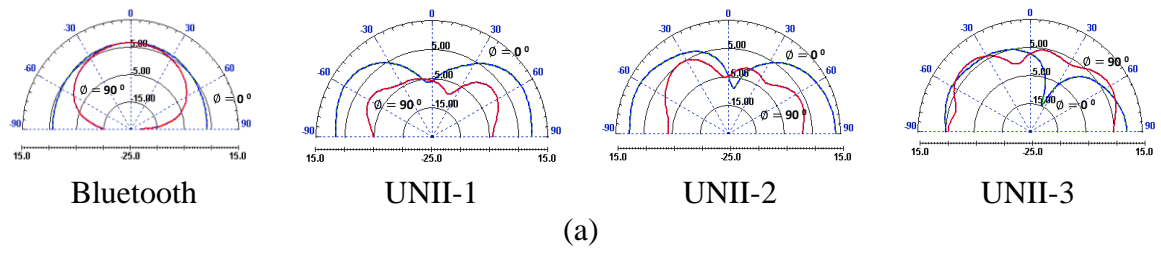 0 0 0 0
-30 30 -30 30 -30 30 -30 30
5.00 5.00 Ø = 0 º 5.00 Ø = 0 º 5.00 Ø = 90 º
-60 60 -60 60 -60 60 -60 60
5.00 5.00 5.00 5.00
Ø = 90 º Ø = 0 º Ø = 90 º 15.00 Ø = 0 º
15.00 15.00 15.00 Ø = 90 º
-90 90 -90 90 -90 90 -90 90
15.0 -25.0 15.0 15.0 -25.0 15.0 15.0 -25.0 15.0 15.0 -25.0 15.0
Bluetooth UNII-1 UNII-2 UNII-3
(a)